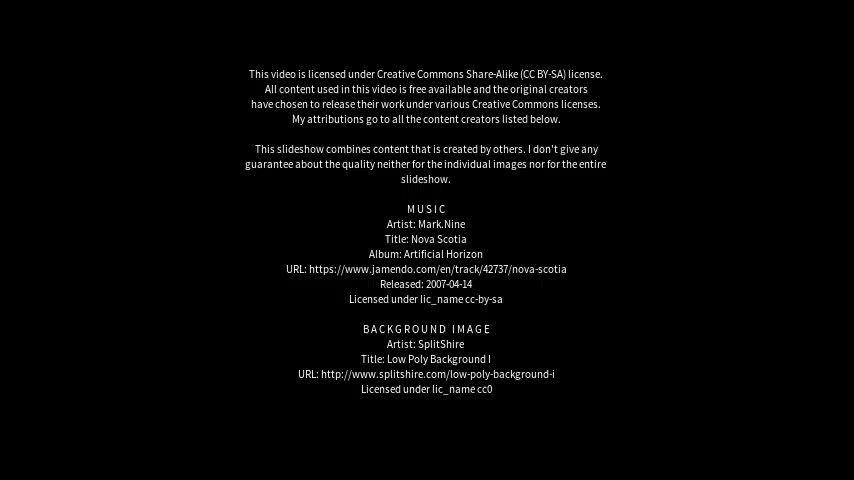 This video is licensed under Creative Commons Share-Alike (CC BY-SA) license.
All content used in this video is free available and the original creators
have chosen to release their work under various Creative Commons licenses.
My attributions go to all the content creators listed below.
This slideshow combines content that is created by others. I don't give any
guarantee about the quality neither for the individual images nor for the entire
slideshow.
MUSIC
Artist: Mark.Nine
Title: Nova Scotia
Album: Artificial Horizon
URL: https://www.jamendo.com/en/track/42737/nova-scotia
Released: 2007-04-14
Licensed under lic_name cc-by-sa
BACKGROUND IMAGE
Artist: SplitShire
Title: Low Poly Background I
URL: http://www.splitshire.com/low-poly-background-i
Licensed under lic_name cc0